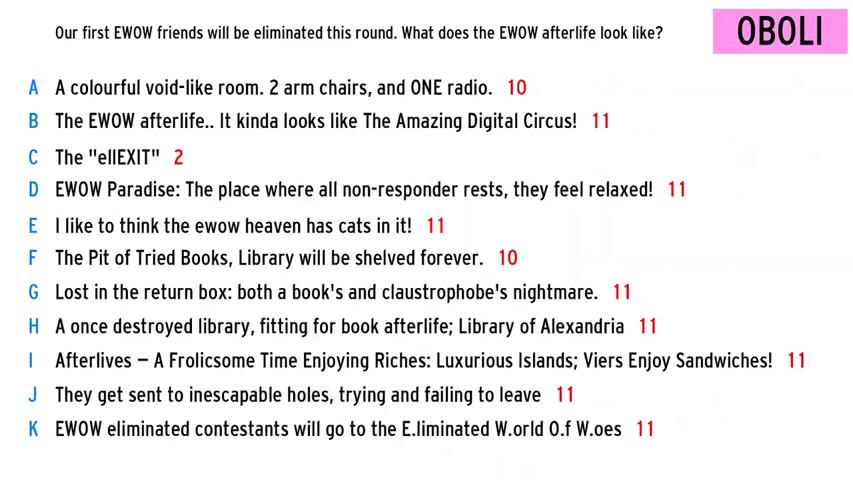 Our first EWOW friends will be eliminated this round. What does the EWOW afterlife look like?
OBOLI
A A colourful void-like room. 2 arm chairs, and ONE radio. 10
B The EWOW afterlife.. It kinda looks like The Amazing Digital Circus! 11
C The "ellEXIT" 2
D EWOW Paradise: The place where all non-responder rests, they feel relaxed! 11
E I like to think the ewow heaven has cats in it! 11
F The Pit of Tried Books, Library will be shelved forever. 10
G Lost in the return box: both a book's and claustrophobe's nightmare. 11
H A once destroyed library, fitting for book afterlife; Library of Alexandria 11
I Afterlives – A Frolicsome Time Enjoying Riches: Luxurious Islands; Viers Enjoy Sandwiches! 11
J They get sent to inescapable holes, trying and failing to leave 11
K EWOW eliminated contestants will go to the E.liminated W.orld O.f W.oes 11